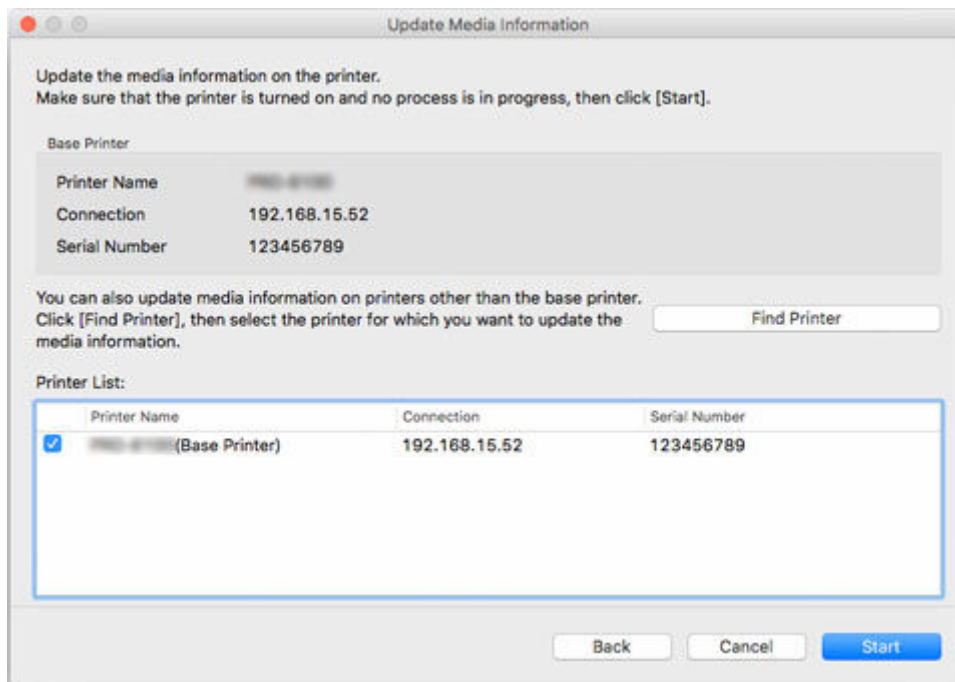 Update Media Information
Update the media information on the printer.
Make sure that the printer is turned on and no process is in progress, then click [Start].
Base Printer
Printer Name
Connection 192.168.15.52
Serial Number 123456789
You can also update media information on printers other than the base printer.
Click [Find Printer], then select the printer for which you want to update the
media information.
Find Printer
Printer List:
Printer Name Connection Serial Number
(Base Printer) 192.168.15.52 123456789
Back Cancel Start